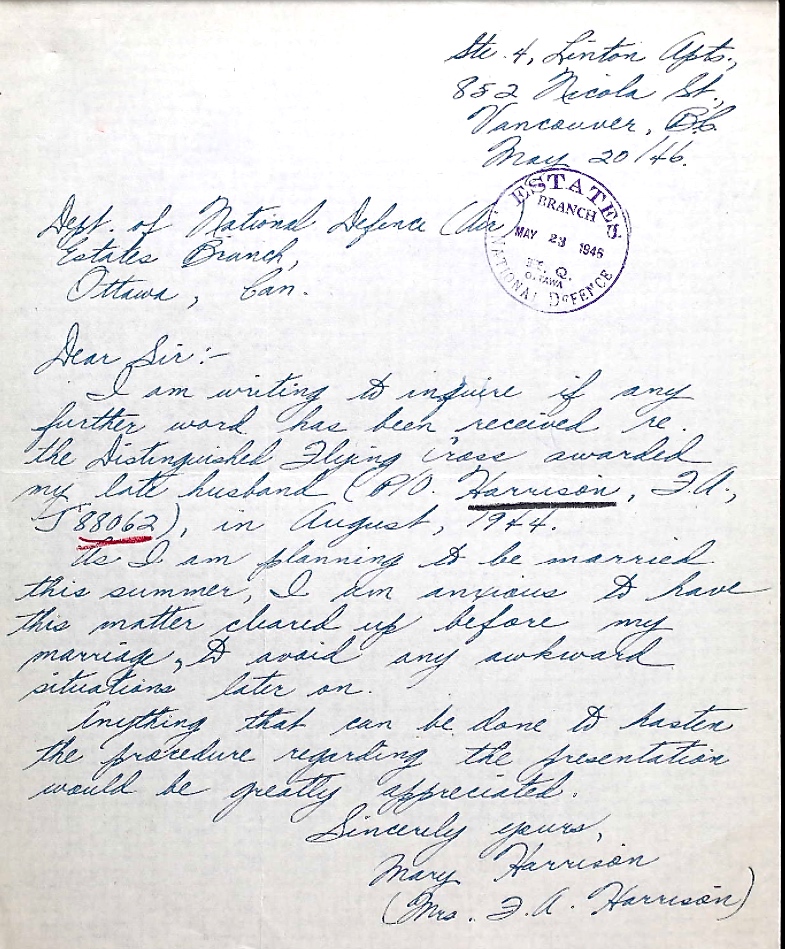 Ste. 4, Linton Apts.,
852 Nicola St.,
Vancouver, B.C.
May 20/46.
ESTATES
BRANCH
MAY 23 1946
H. Q.
OTTAWA
NATIONAL DEFENCE
Dept. of National Defence (Air)
Estates Branch,
Ottawa, Can.
Dear Sir:-
I am writing to inquire if any
further word has been received re.
the Distinguished Flying Cross awarded
my late husband (P/O. Harrison, F.A.,
J88062), in August, 1944.
As I am planning to be married
this summer, I am anxious to have
this matter cleared up before my
marriage, to avoid any awkward
situations later on.
Anything that can be done to hasten
the procedure regarding the presentation
would be greatly appreciated.
Sincerely yours,
Mary Harrison
(Mrs. F.A. Harrison)